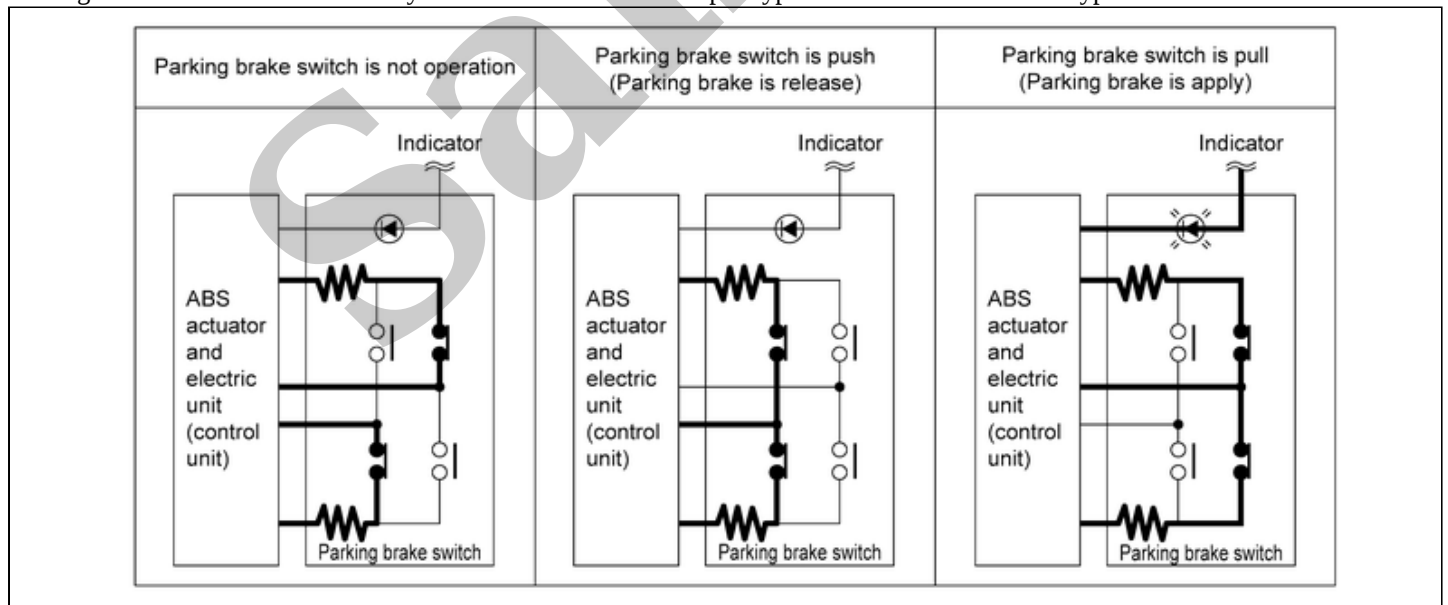 Parking brake switch is not operation
Parking brake switch is push
(Parking brake is release)
Parking brake switch is pull
(Parking brake is apply)
Indicator
ABS
actuator
and
electric
unit
(control
unit)
Parking brake switch
Indicator
ABS
actuator
and
electric
unit
(control
unit)
Parking brake switch
Indicator
ABS
actuator
and
electric
unit
(control
unit)
Parking brake switch